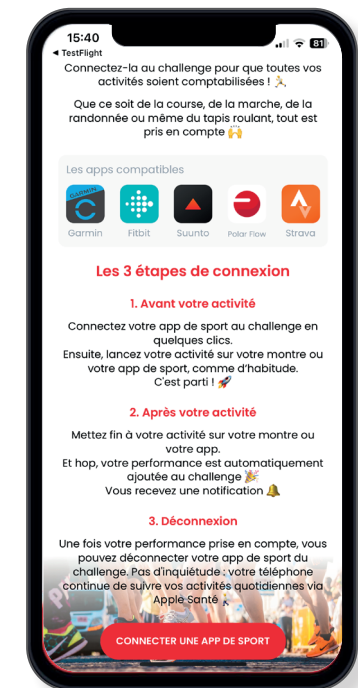 15:40
81
◄ TestFlight
Connectez-la au challenge pour que toutes vos
activités soient comptabilisées ! 🏃
Que ce soit de la course, de la marche, de la
randonnée ou même du tapis roulant, tout est
pris en compte 🙌
Les apps compatibles
GARMIN
Garmin
Fitbit
Suunto
Polar Flow
Strava
Les 3 étapes de connexion
1. Avant votre activité
Connectez votre app de sport au challenge en
quelques clics.
Ensuite, lancez votre activité sur votre montre ou
votre app de sport, comme d'habitude.
C'est parti ! 🚀
2. Après votre activité
Mettez fin à votre activité sur votre montre ou
votre app.
Et hop, votre performance est automatiquement
ajoutée au challenge 🎉
Vous recevez une notification 🔔
3. Déconnexion
Une fois votre performance prise en compte, vous
pouvez déconnecter votre app de sport du
challenge. Pas d'inquiétude : votre téléphone
continue de suivre vos activités quotidiennes via
Apple Santé
CONNECTER UNE APP DE SPORT